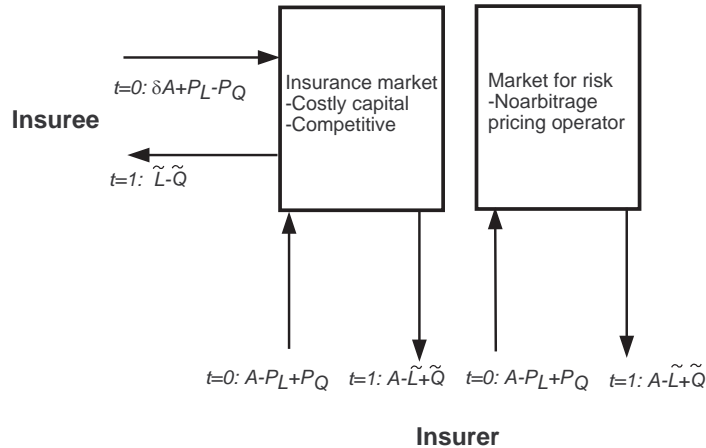 Insurance market
-Costly capital
-Competitive
Market for risk
-Noarbitrage
pricing operator
t=0: δA+P_L-P_Q
Insuree
t=1: L̃-Q̃
t=0: A-P_L+P_Q
t=1: A-L̃+Q̃
t=0: A-P_L+P_Q
t=1: A-L̃+Q̃
Insurer